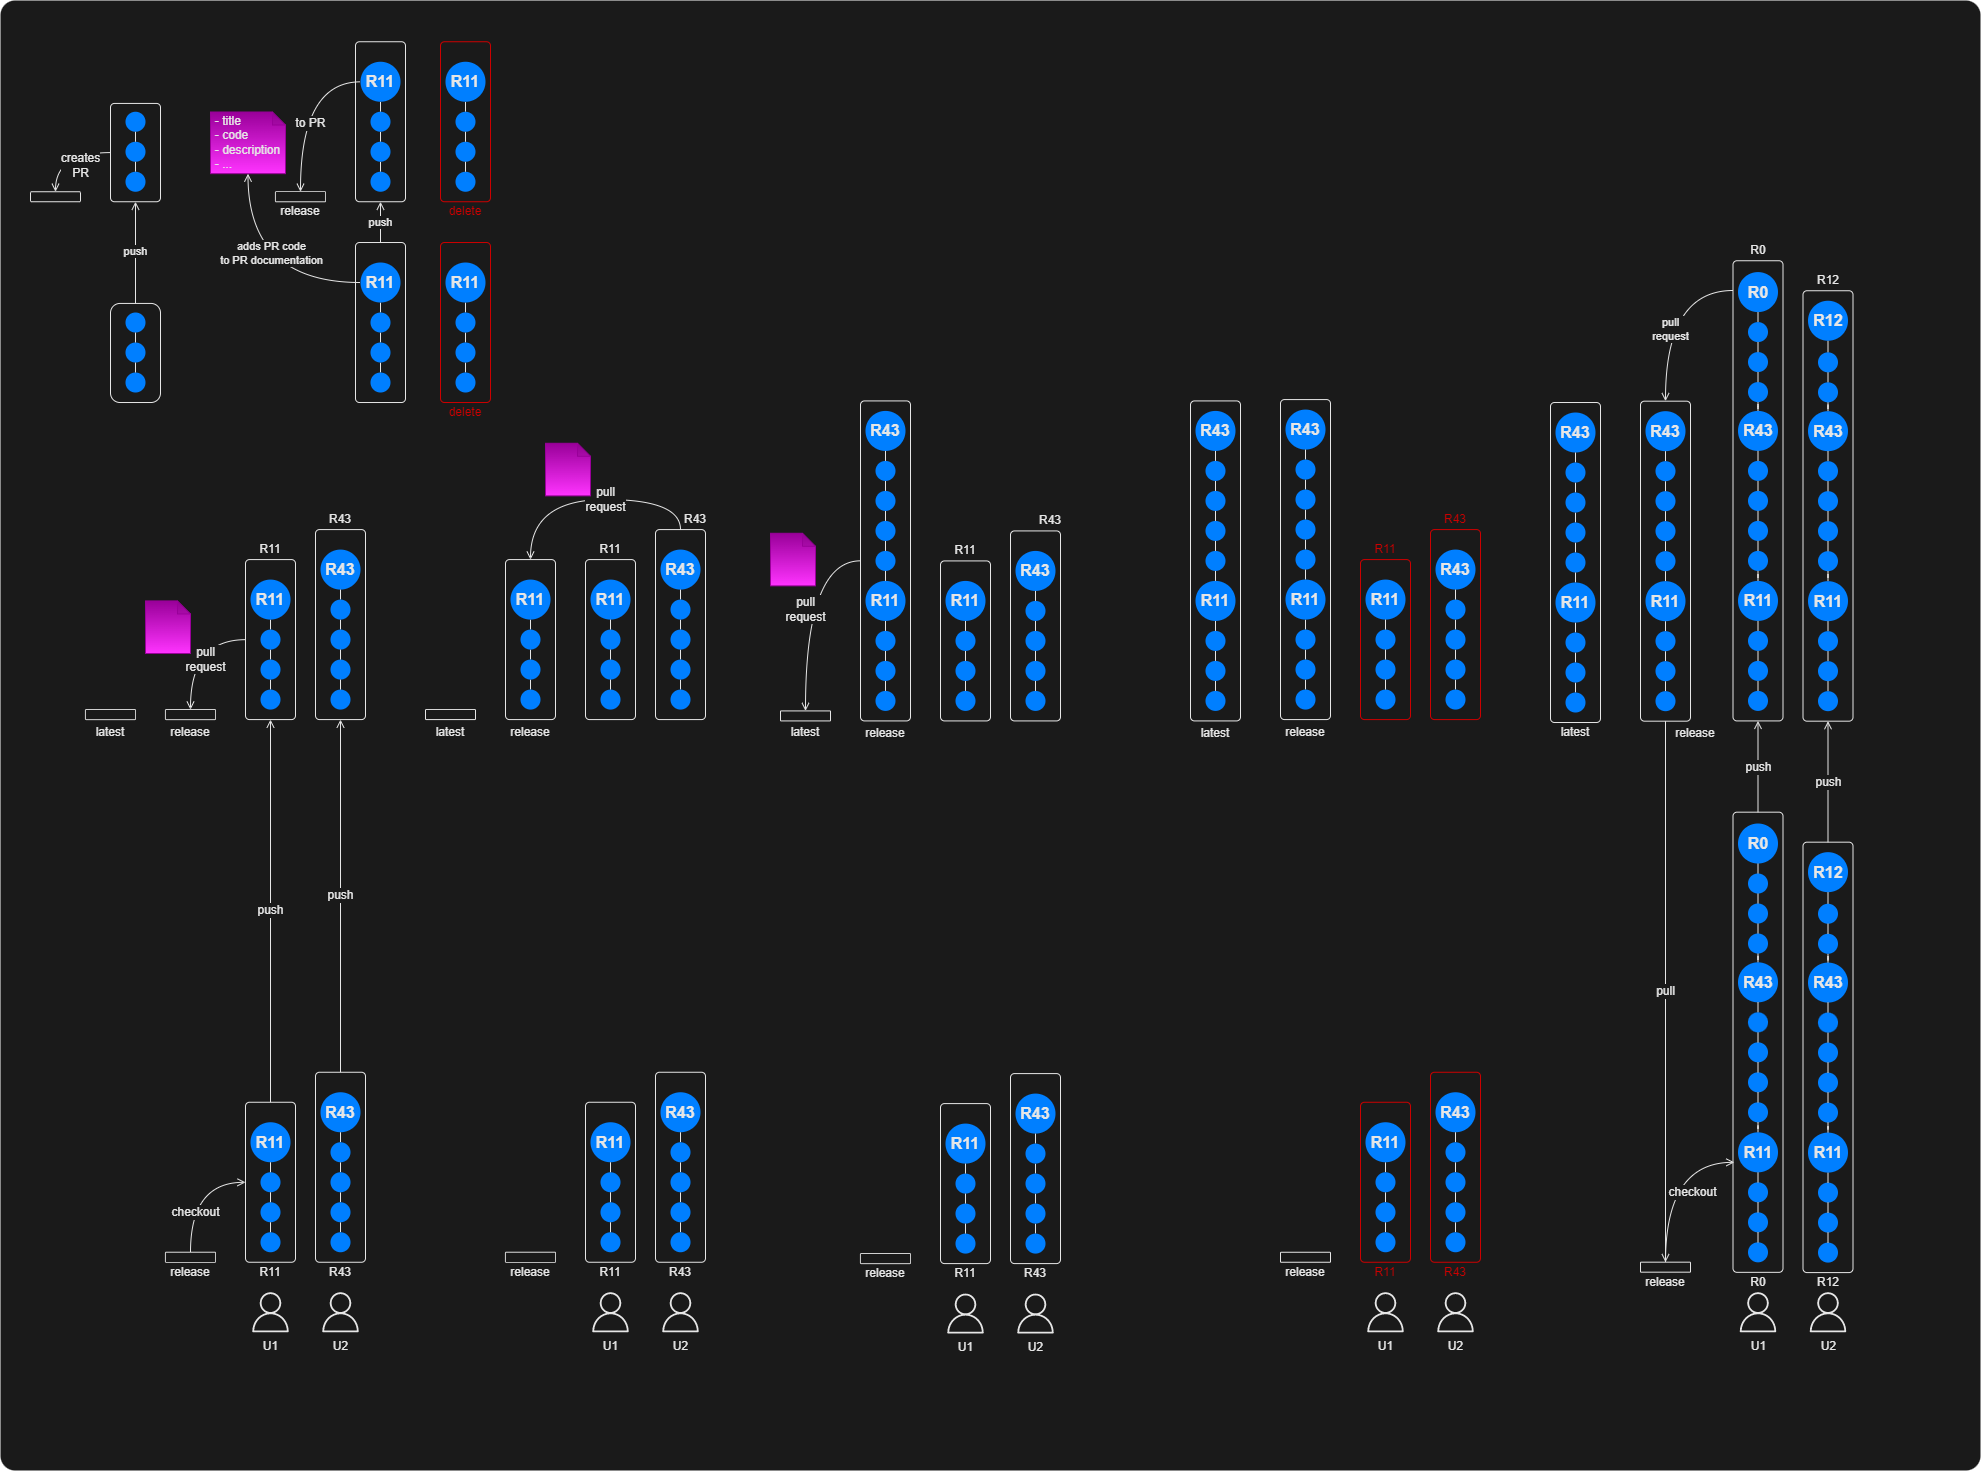 creates
PR
push
- title
- code
- description
- ...
to PR
R11
R11
release
delete
push
adds PR code
to PR documentation
R11
R11
delete
R11
R43
R11
R43
pull
request
latest
release
push
push
R11
R43
checkout
release
R11
R43
U1
U2
pull
request
R11
R43
R11
R11
R43
latest
release
R11
R43
release
R11
R43
U1
U2
pull
request
R43
R11
R11
R43
R11
R43
latest
release
R11
R43
release
R11
R43
U1
U2
R43
R43
R11
R43
R11
R11
R11
R43
latest
release
R11
R43
release
R11
R43
U1
U2
R0
R12
R0
R12
pull
request
R43
R43
R43
R43
R11
R11
R11
R11
latest
release
push
push
R0
R12
pull
R43
R43
R11
R11
checkout
release
R0
R12
U1
U2